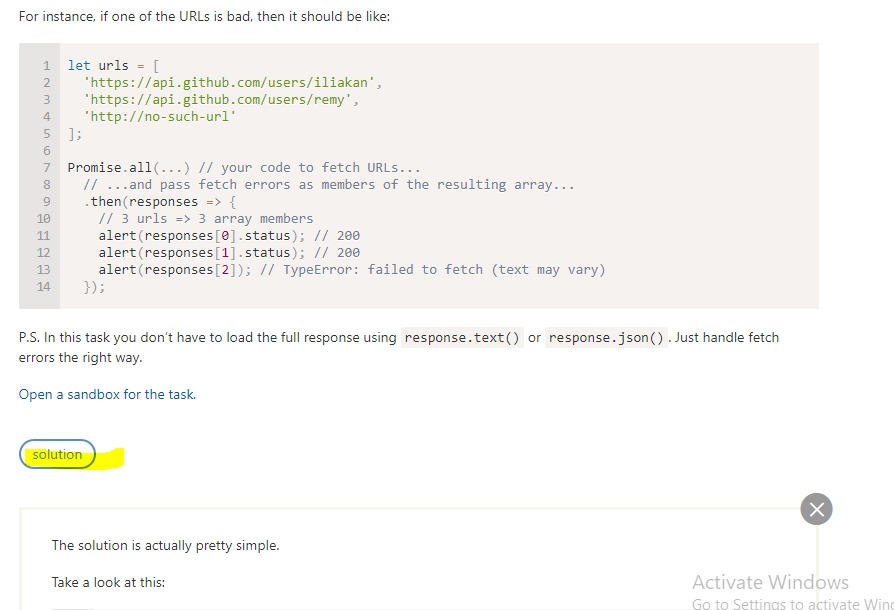 For instance, if one of the URLs is bad, then it should be like:
1 let urls = [
2 'https://api.github.com/users/iliakan',
3 'https://api.github.com/users/remy',
4 'http://no-such-url'
5 ];
6
7 Promise.all(...) // your code to fetch URLs...
8 // ...and pass fetch errors as members of the resulting array...
9 .then(responses => {
10 // 3 urls => 3 array members
11 alert(responses[0].status); // 200
12 alert(responses[1].status); // 200
13 alert(responses[2]); // TypeError: failed to fetch (text may vary)
14 });
P.S. In this task you don't have to load the full response using response.text() or response.json(). Just handle fetch
errors the right way.
Open a sandbox for the task.
solution
The solution is actually pretty simple.
Take a look at this:
Activate Windows
Go to Settings to activate